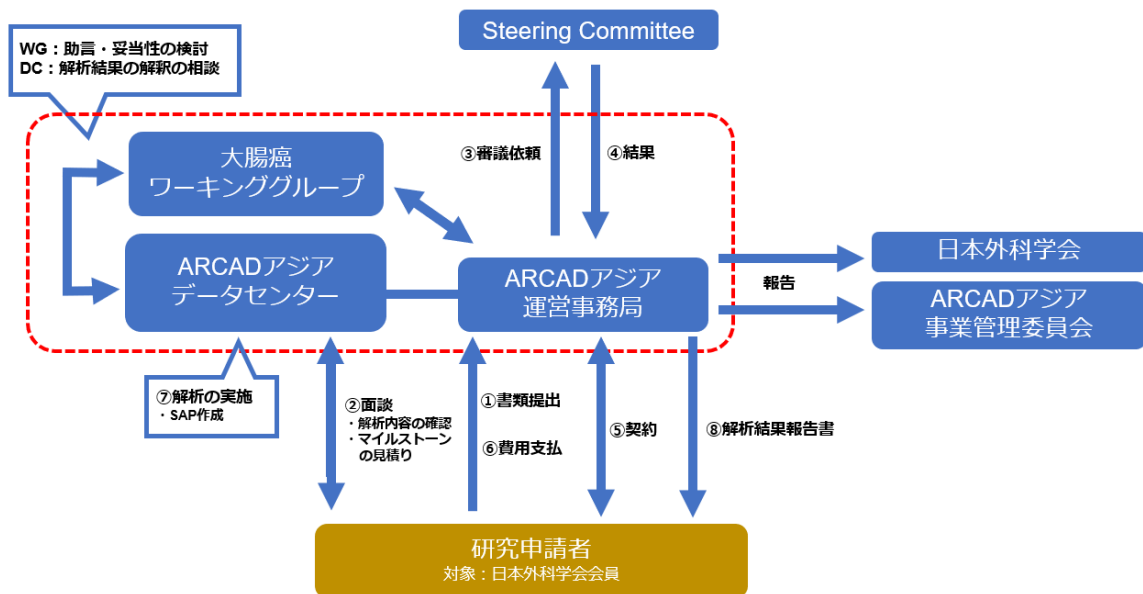 Steering Committee
WG：助言・妥当性の検討
DC：解析結果の解釈の相談
③審議依頼
④結果
大腸癌
ワーキンググループ
ARCADアジア
データセンター
ARCADアジア
運営事務局
報告
日本外科学会
ARCADアジア
事業管理委員会
⑦解析の実施
・SAP作成
②面談
・解析内容の確認
・マイルストーン
の見積り
①書類提出
⑥費用支払
⑤契約
⑧解析結果報告書
研究申請者
対象：日本外科学会会員